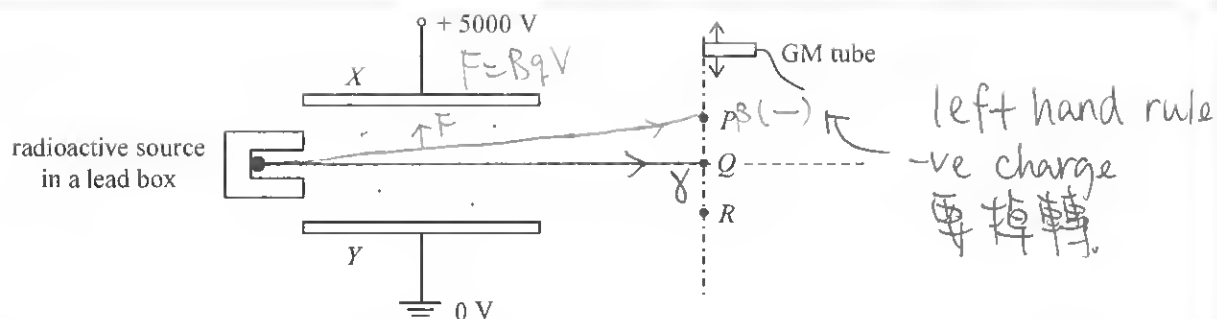 + 5000 V
F=BqV
X
GM tube
F
P β(−)
left hand rule
radioactive source
in a lead box
Q
-ve charge
γ
R
要掉轉.
Y
0 V